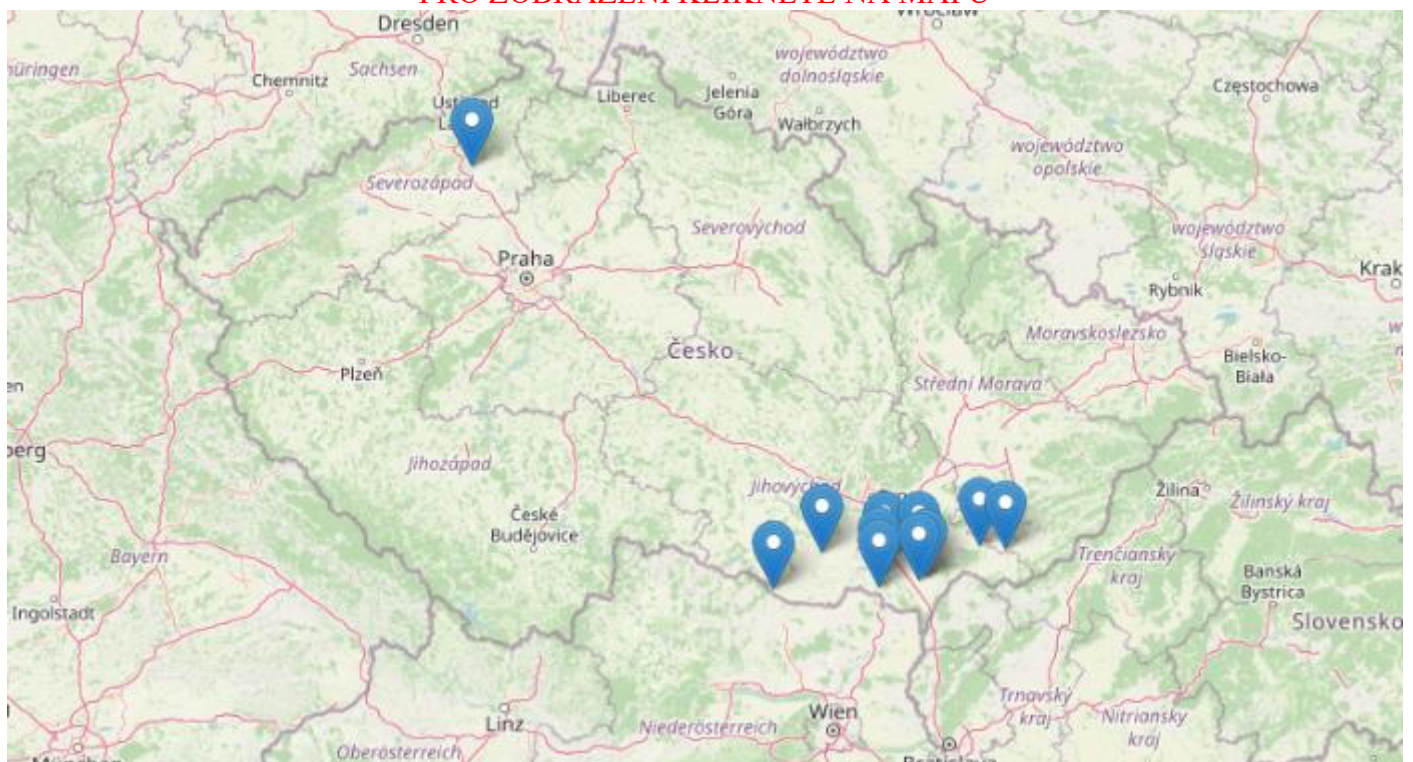 PRO ZOBRAZENÍ KLIKNĚTE NA MAPU
Dresden
Wrocław
Sachsen
województwo
dolnośląskie
Chemnitz
Liberec
Jelenia
Góra
Częstochowa
Wałbrzych
województwo
opolskie
Severozápad
Severovýchod
województwo
śląskie
Praha
Krak
Rybnik
Moravskoslezsko
Česko
Plzeň
Bielsko-
Biała
Střední Morava
Jihozápad
Jihovýchod
Žilina
Žilinský kraj
České
Budějovice
Bayern
Trenčiansky
kraj
Banská
Bystrica
Ingolstadt
Slovensko
Trnavský
kraj
Nitriansky
kraj
Linz
Niederösterreich
Wien
Oberösterreich
München
Bratislava